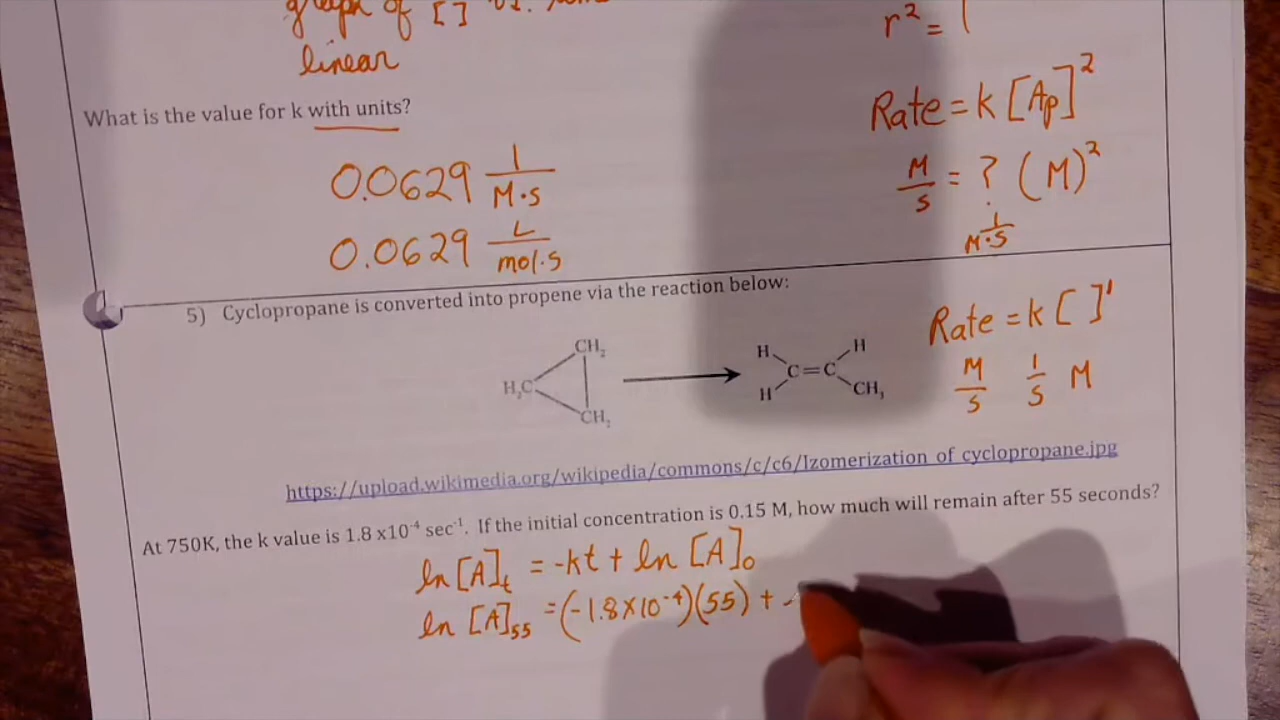 graph of [ ] vs.
linear
r² = 1
What is the value for k with units?
Rate = k [Ap]²
0.0629 1/M·s
M/s = ? (M)²
1/M·s
0.0629 L/mol·s
5) Cyclopropane is converted into propene via the reaction below:
Rate = k [ ]¹
M/s 1/s M
CH₂
H₂C
CH₂
H H
C=C
H CH₃
https://upload.wikimedia.org/wikipedia/commons/c/c6/Izomerization_of_cyclopropane.jpg
At 750K, the k value is 1.8 x10⁻⁴ sec⁻¹. If the initial concentration is 0.15 M, how much will remain after 55 seconds?
ln [A]ₜ = -kt + ln [A]₀
ln [A]₅₅ = (-1.8×10⁻⁴)(55) +